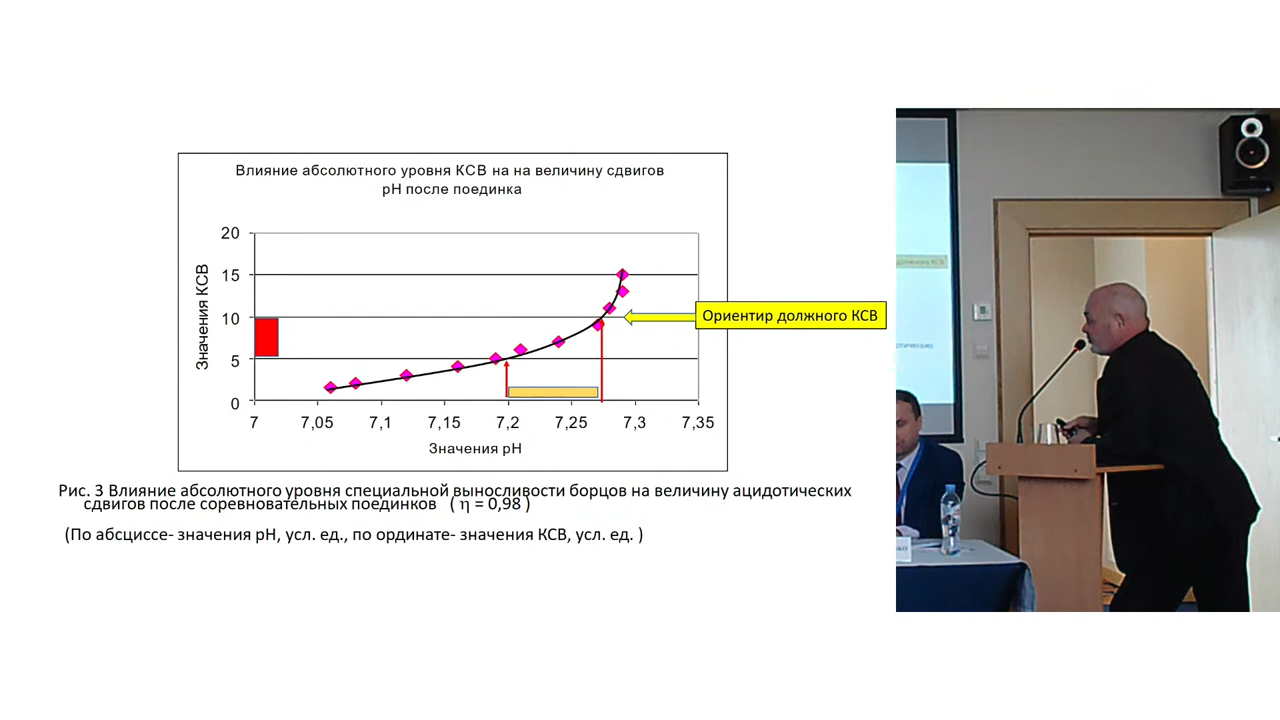 Влияние абсолютного уровня КСВ на на величину сдвигов
рН после поединка
Значения КСВ
20
15
10
5
0
7
7,05
7,1
7,15
7,2
7,25
7,3
7,35
Значения рН
Ориентир должного КСВ
Рис. 3 Влияние абсолютного уровня специальной выносливости борцов на величину ацидотических
сдвигов после соревновательных поединков ( η = 0,98 )
(По абсциссе- значения рН, усл. ед., по ординате- значения КСВ, усл. ед. )